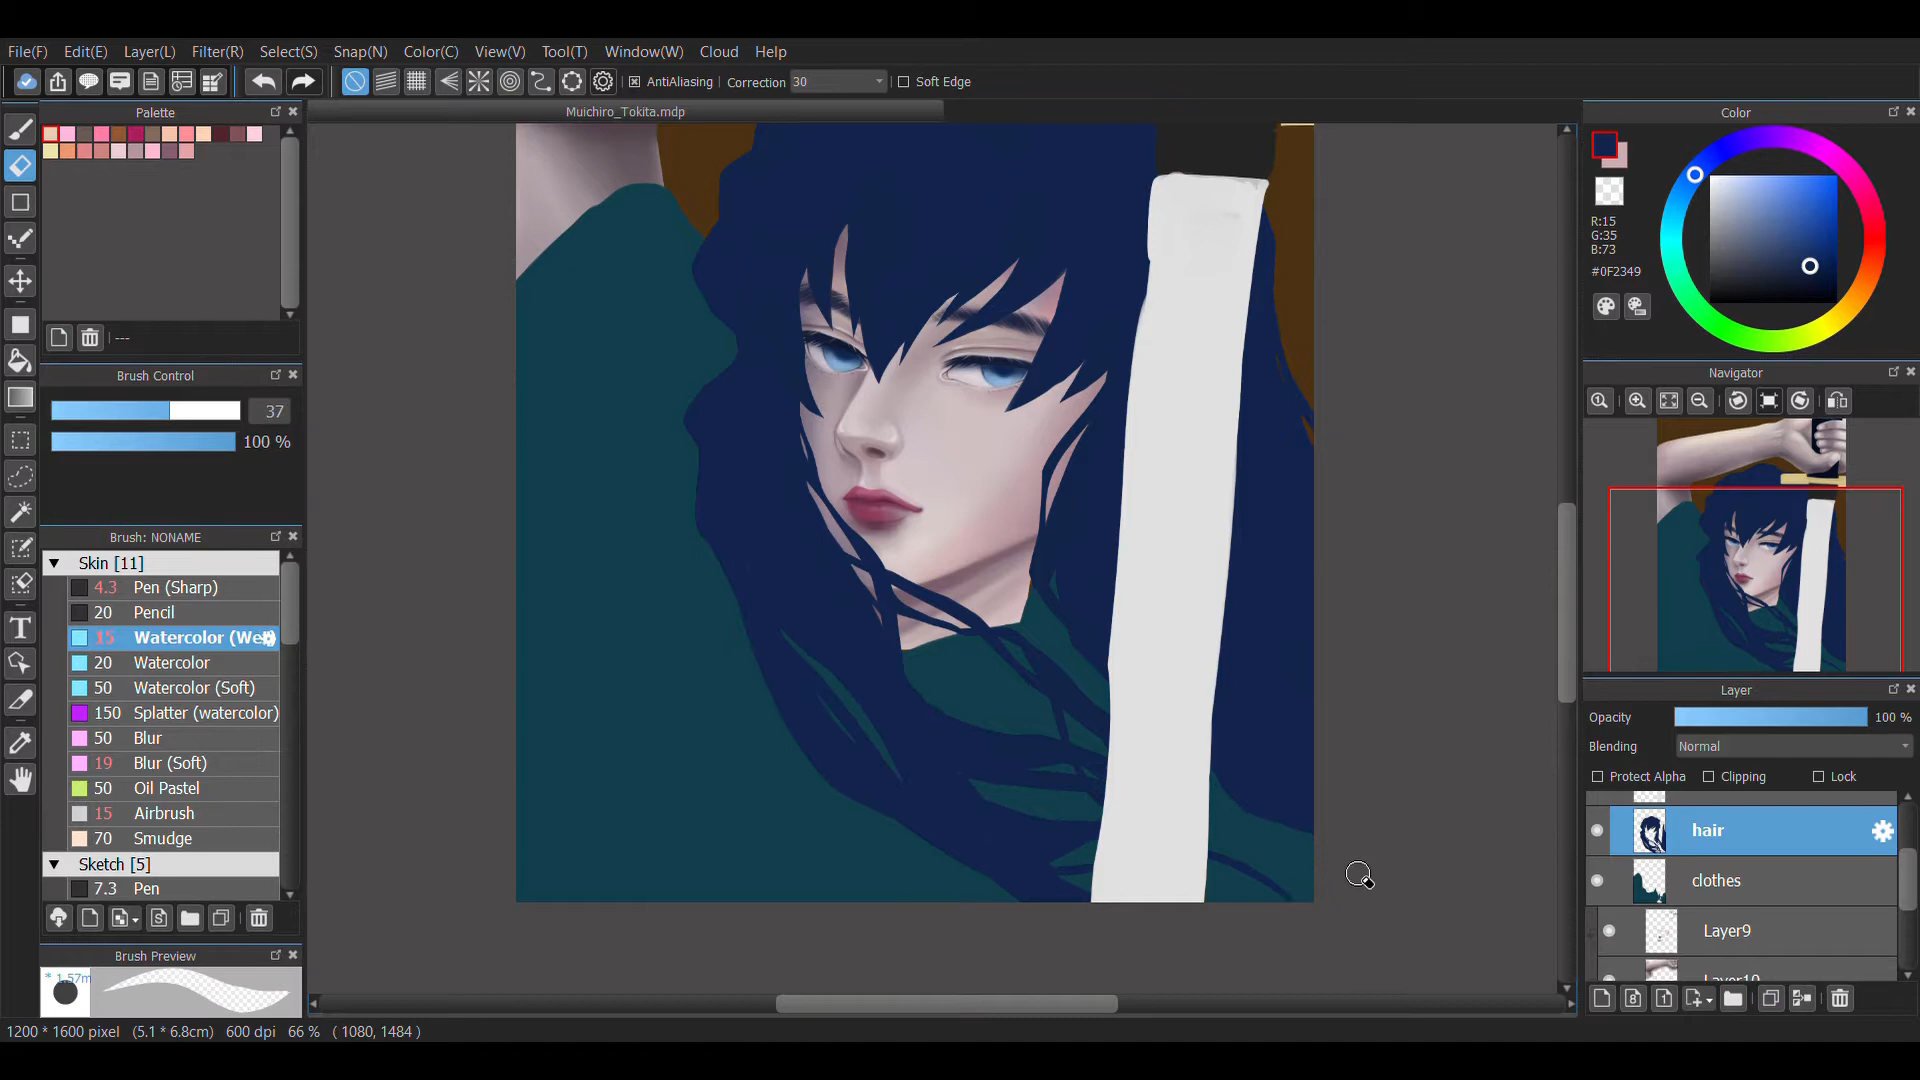 File(F) Edit(E) Layer(L) Filter(R) Select(S) Snap(N) Color(C) View(V) Tool(T) Window(W) Cloud Help
AntiAliasing Correction 30 Soft Edge
Palette
Muichiro_Tokita.mdp
Color
R:15
G:35
B:73
#0F2349
---
Brush Control
37
100 %
Navigator
Brush: NONAME
Skin [11]
4.3 Pen (Sharp)
20 Pencil
15 Watercolor (We
20 Watercolor
50 Watercolor (Soft)
150 Splatter (watercolor)
50 Blur
19 Blur (Soft)
50 Oil Pastel
15 Airbrush
70 Smudge
Sketch [5]
7.3 Pen
Layer
Opacity 100 %
Blending Normal
Protect Alpha Clipping Lock
hair
clothes
Layer9
Layer10
Brush Preview
* 1.57m
1200 * 1600 pixel (5.1 * 6.8cm) 600 dpi 66 % ( 1080, 1484 )